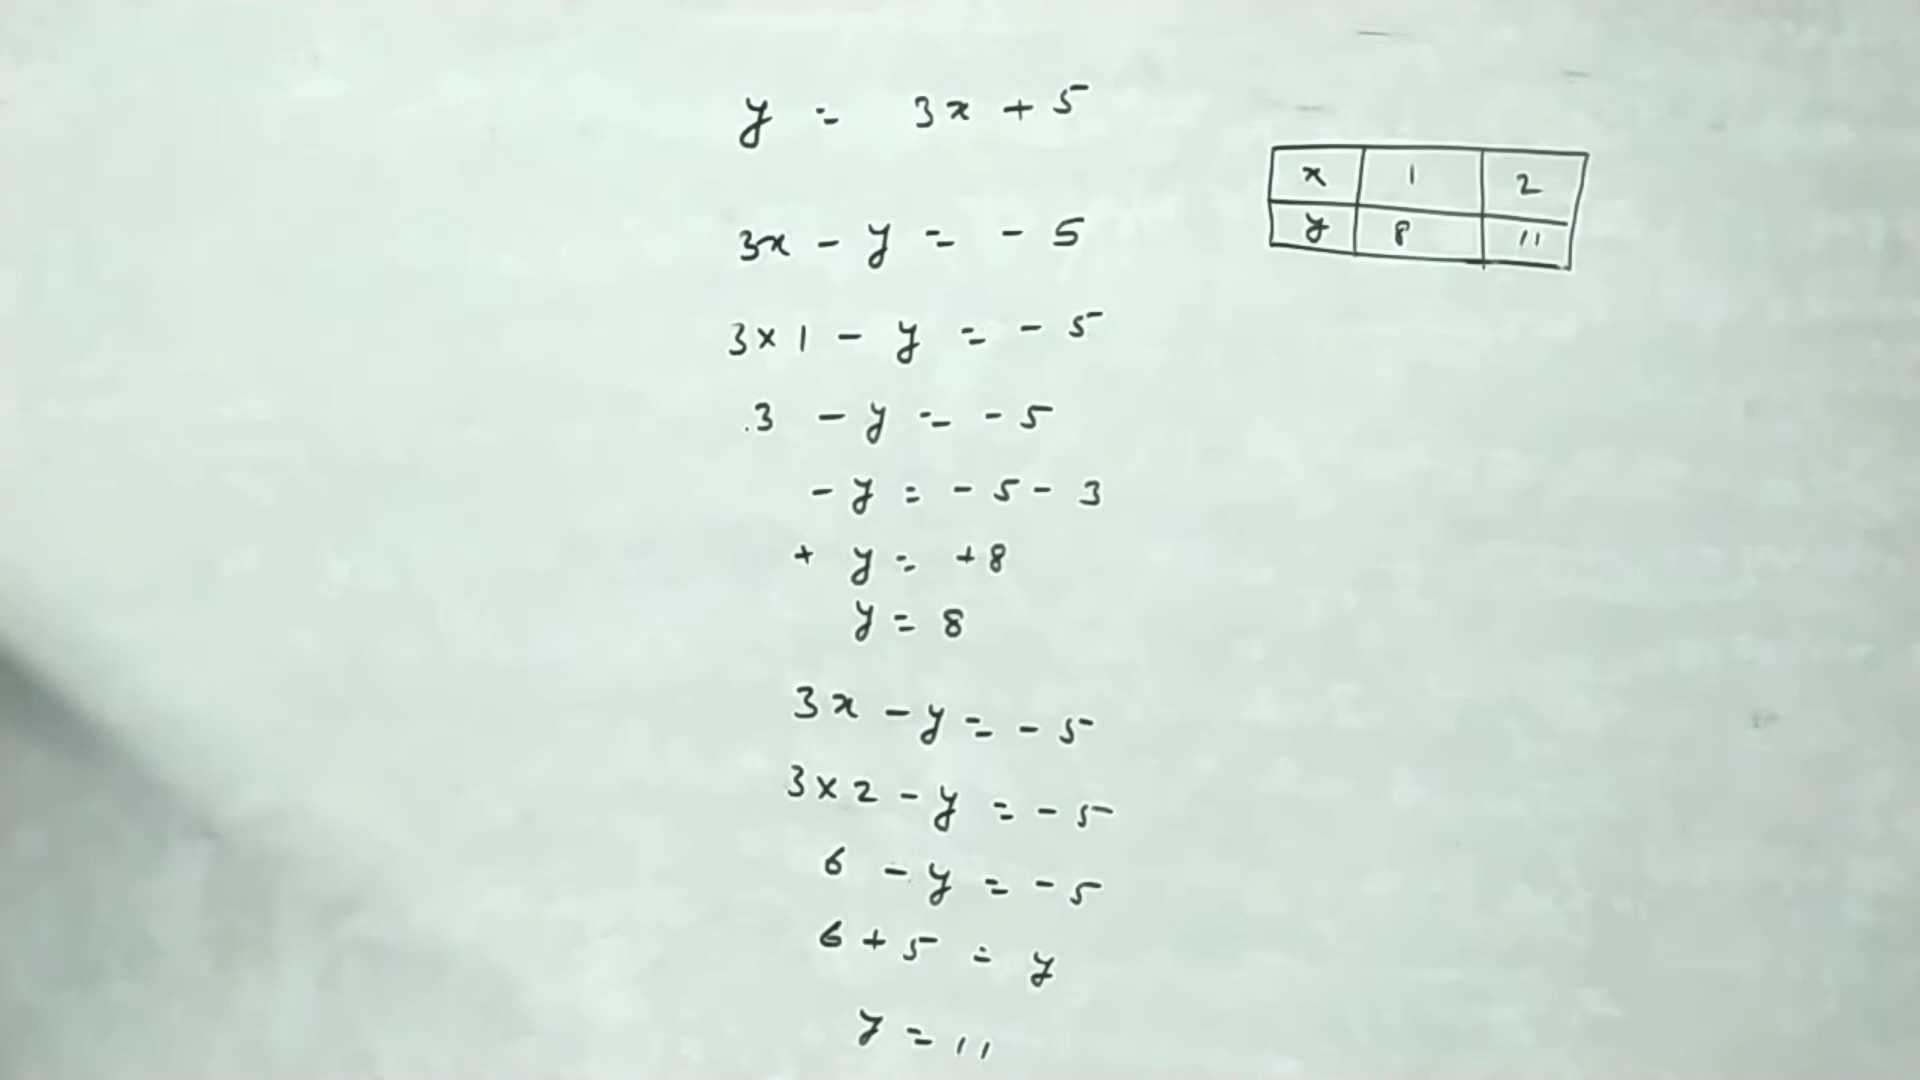 y = 3x + 5
3x - y = - 5
3 × 1 - y = - 5
3 - y = - 5
- y = - 5 - 3
+ y = + 8
y = 8
3x - y = - 5
3 × 2 - y = - 5
6 - y = - 5
6 + 5 = y
y = 11
x 1 2
y 8 11